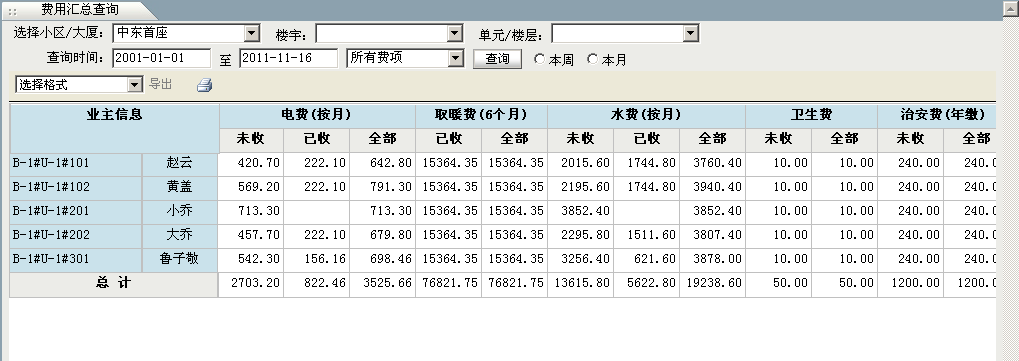 费用汇总查询
选择小区/大厦: 中东首座 楼宇: 单元/楼层:
查询时间: 2001-01-01 至 2011-11-16 所有费项 查询 本周 本月
选择格式 导出
业主信息 电费(按月) 取暖费(6个月) 水费(按月) 卫生费 治安费(年缴)
未收 已收 全部 未收 全部 未收 已收 全部 未收 全部 未收 全部
B-1#U-1#101 赵云 420.70 222.10 642.80 15364.35 15364.35 2015.60 1744.80 3760.40 10.00 10.00 240.00 240.0
B-1#U-1#102 黄盖 569.20 222.10 791.30 15364.35 15364.35 2195.60 1744.80 3940.40 10.00 10.00 240.00 240.0
B-1#U-1#201 小乔 713.30 713.30 15364.35 15364.35 3852.40 3852.40 10.00 10.00 240.00 240.0
B-1#U-1#202 大乔 457.70 222.10 679.80 15364.35 15364.35 2295.80 1511.60 3807.40 10.00 10.00 240.00 240.0
B-1#U-1#301 鲁子敬 542.30 156.16 698.46 15364.35 15364.35 3256.40 621.60 3878.00 10.00 10.00 240.00 240.0
总 计 2703.20 822.46 3525.66 76821.75 76821.75 13615.80 5622.80 19238.60 50.00 50.00 1200.00 1200.0